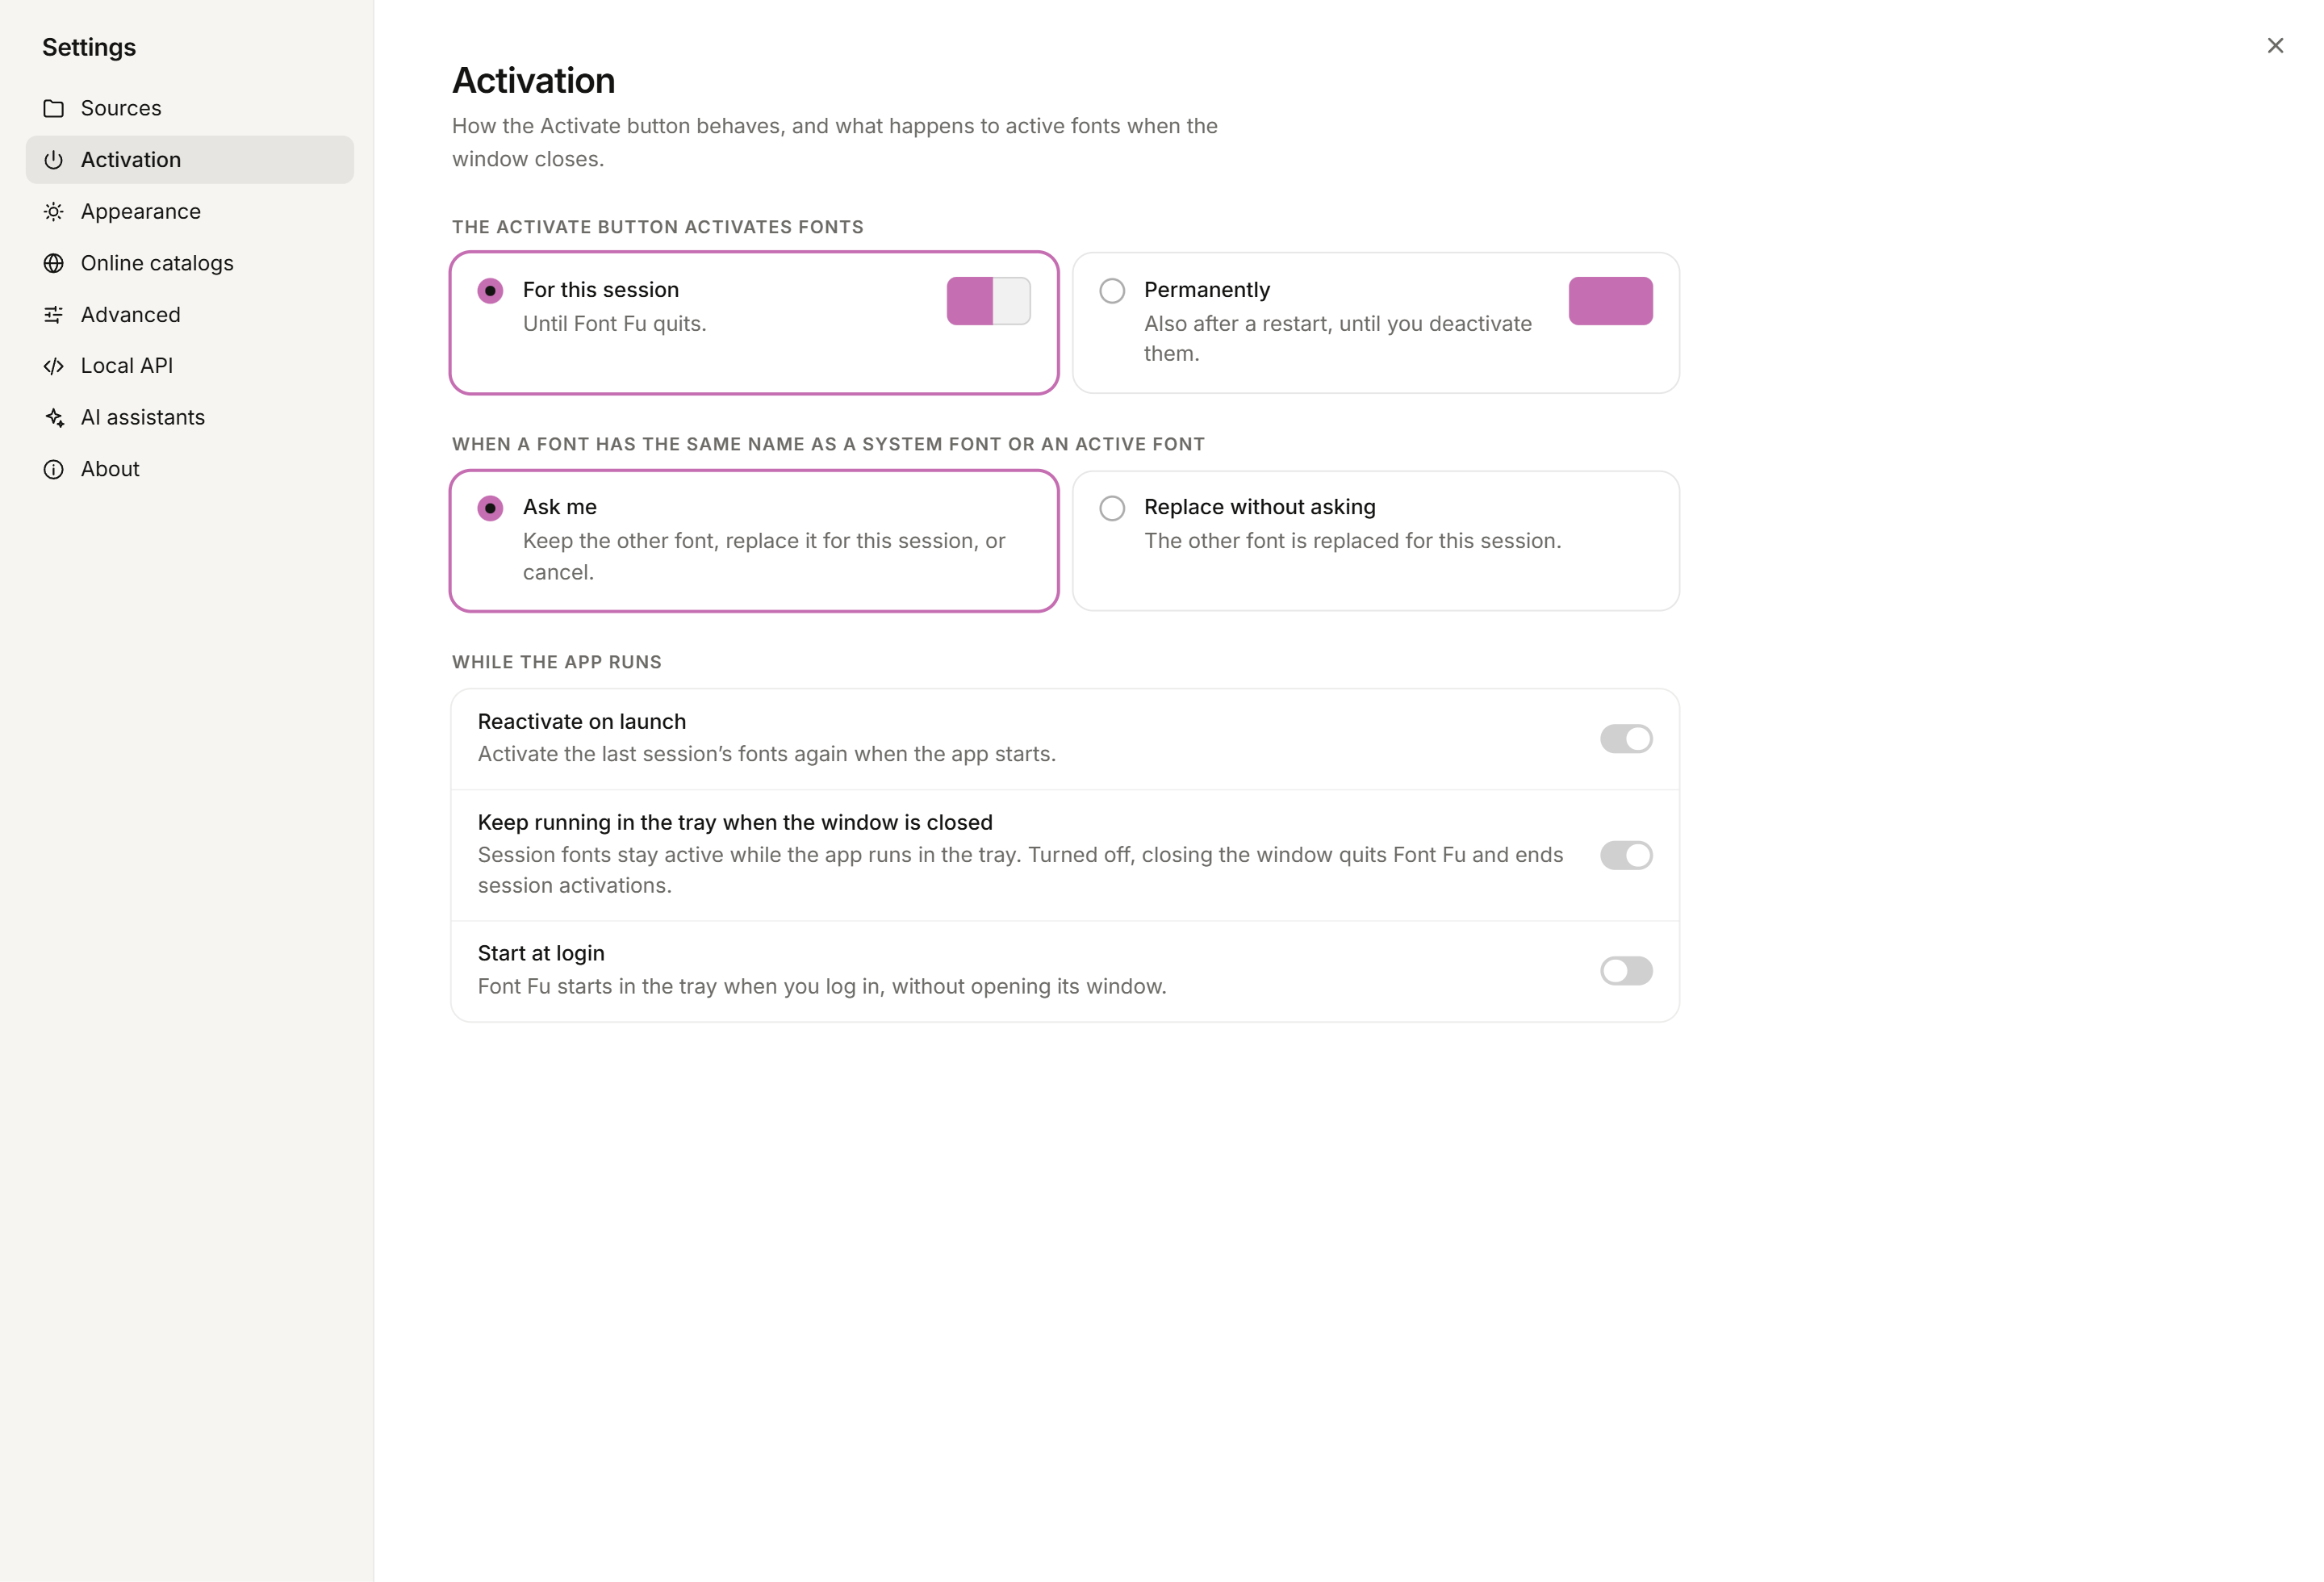 Settings
Sources
Activation
Appearance
Online catalogs
Advanced
Local API
AI assistants
About
Activation
How the Activate button behaves, and what happens to active fonts when the
window closes.
THE ACTIVATE BUTTON ACTIVATES FONTS
For this session
Until Font Fu quits.
Permanently
Also after a restart, until you deactivate
them.
WHEN A FONT HAS THE SAME NAME AS A SYSTEM FONT OR AN ACTIVE FONT
Ask me
Keep the other font, replace it for this session, or
cancel.
Replace without asking
The other font is replaced for this session.
WHILE THE APP RUNS
Reactivate on launch
Activate the last session’s fonts again when the app starts.
Keep running in the tray when the window is closed
Session fonts stay active while the app runs in the tray. Turned off, closing the window quits Font Fu and ends
session activations.
Start at login
Font Fu starts in the tray when you log in, without opening its window.